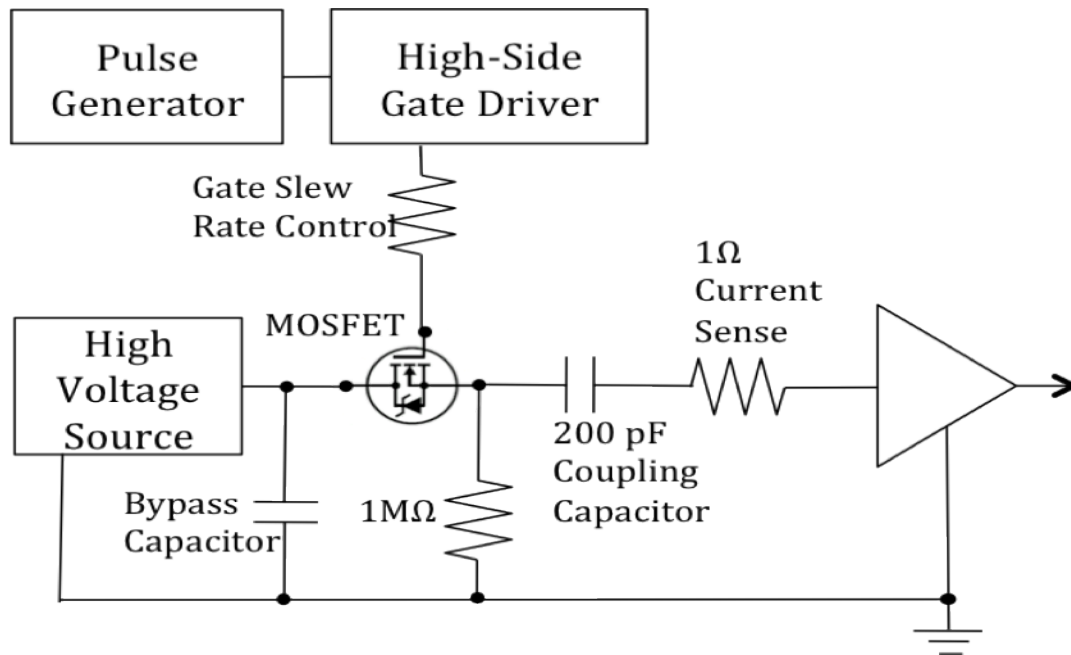 Pulse
Generator
High-Side
Gate Driver
Gate Slew
Rate Control
1Ω
Current
Sense
MOSFET
High
Voltage
Source
200 pF
Coupling
Capacitor
Bypass
Capacitor
1MΩ